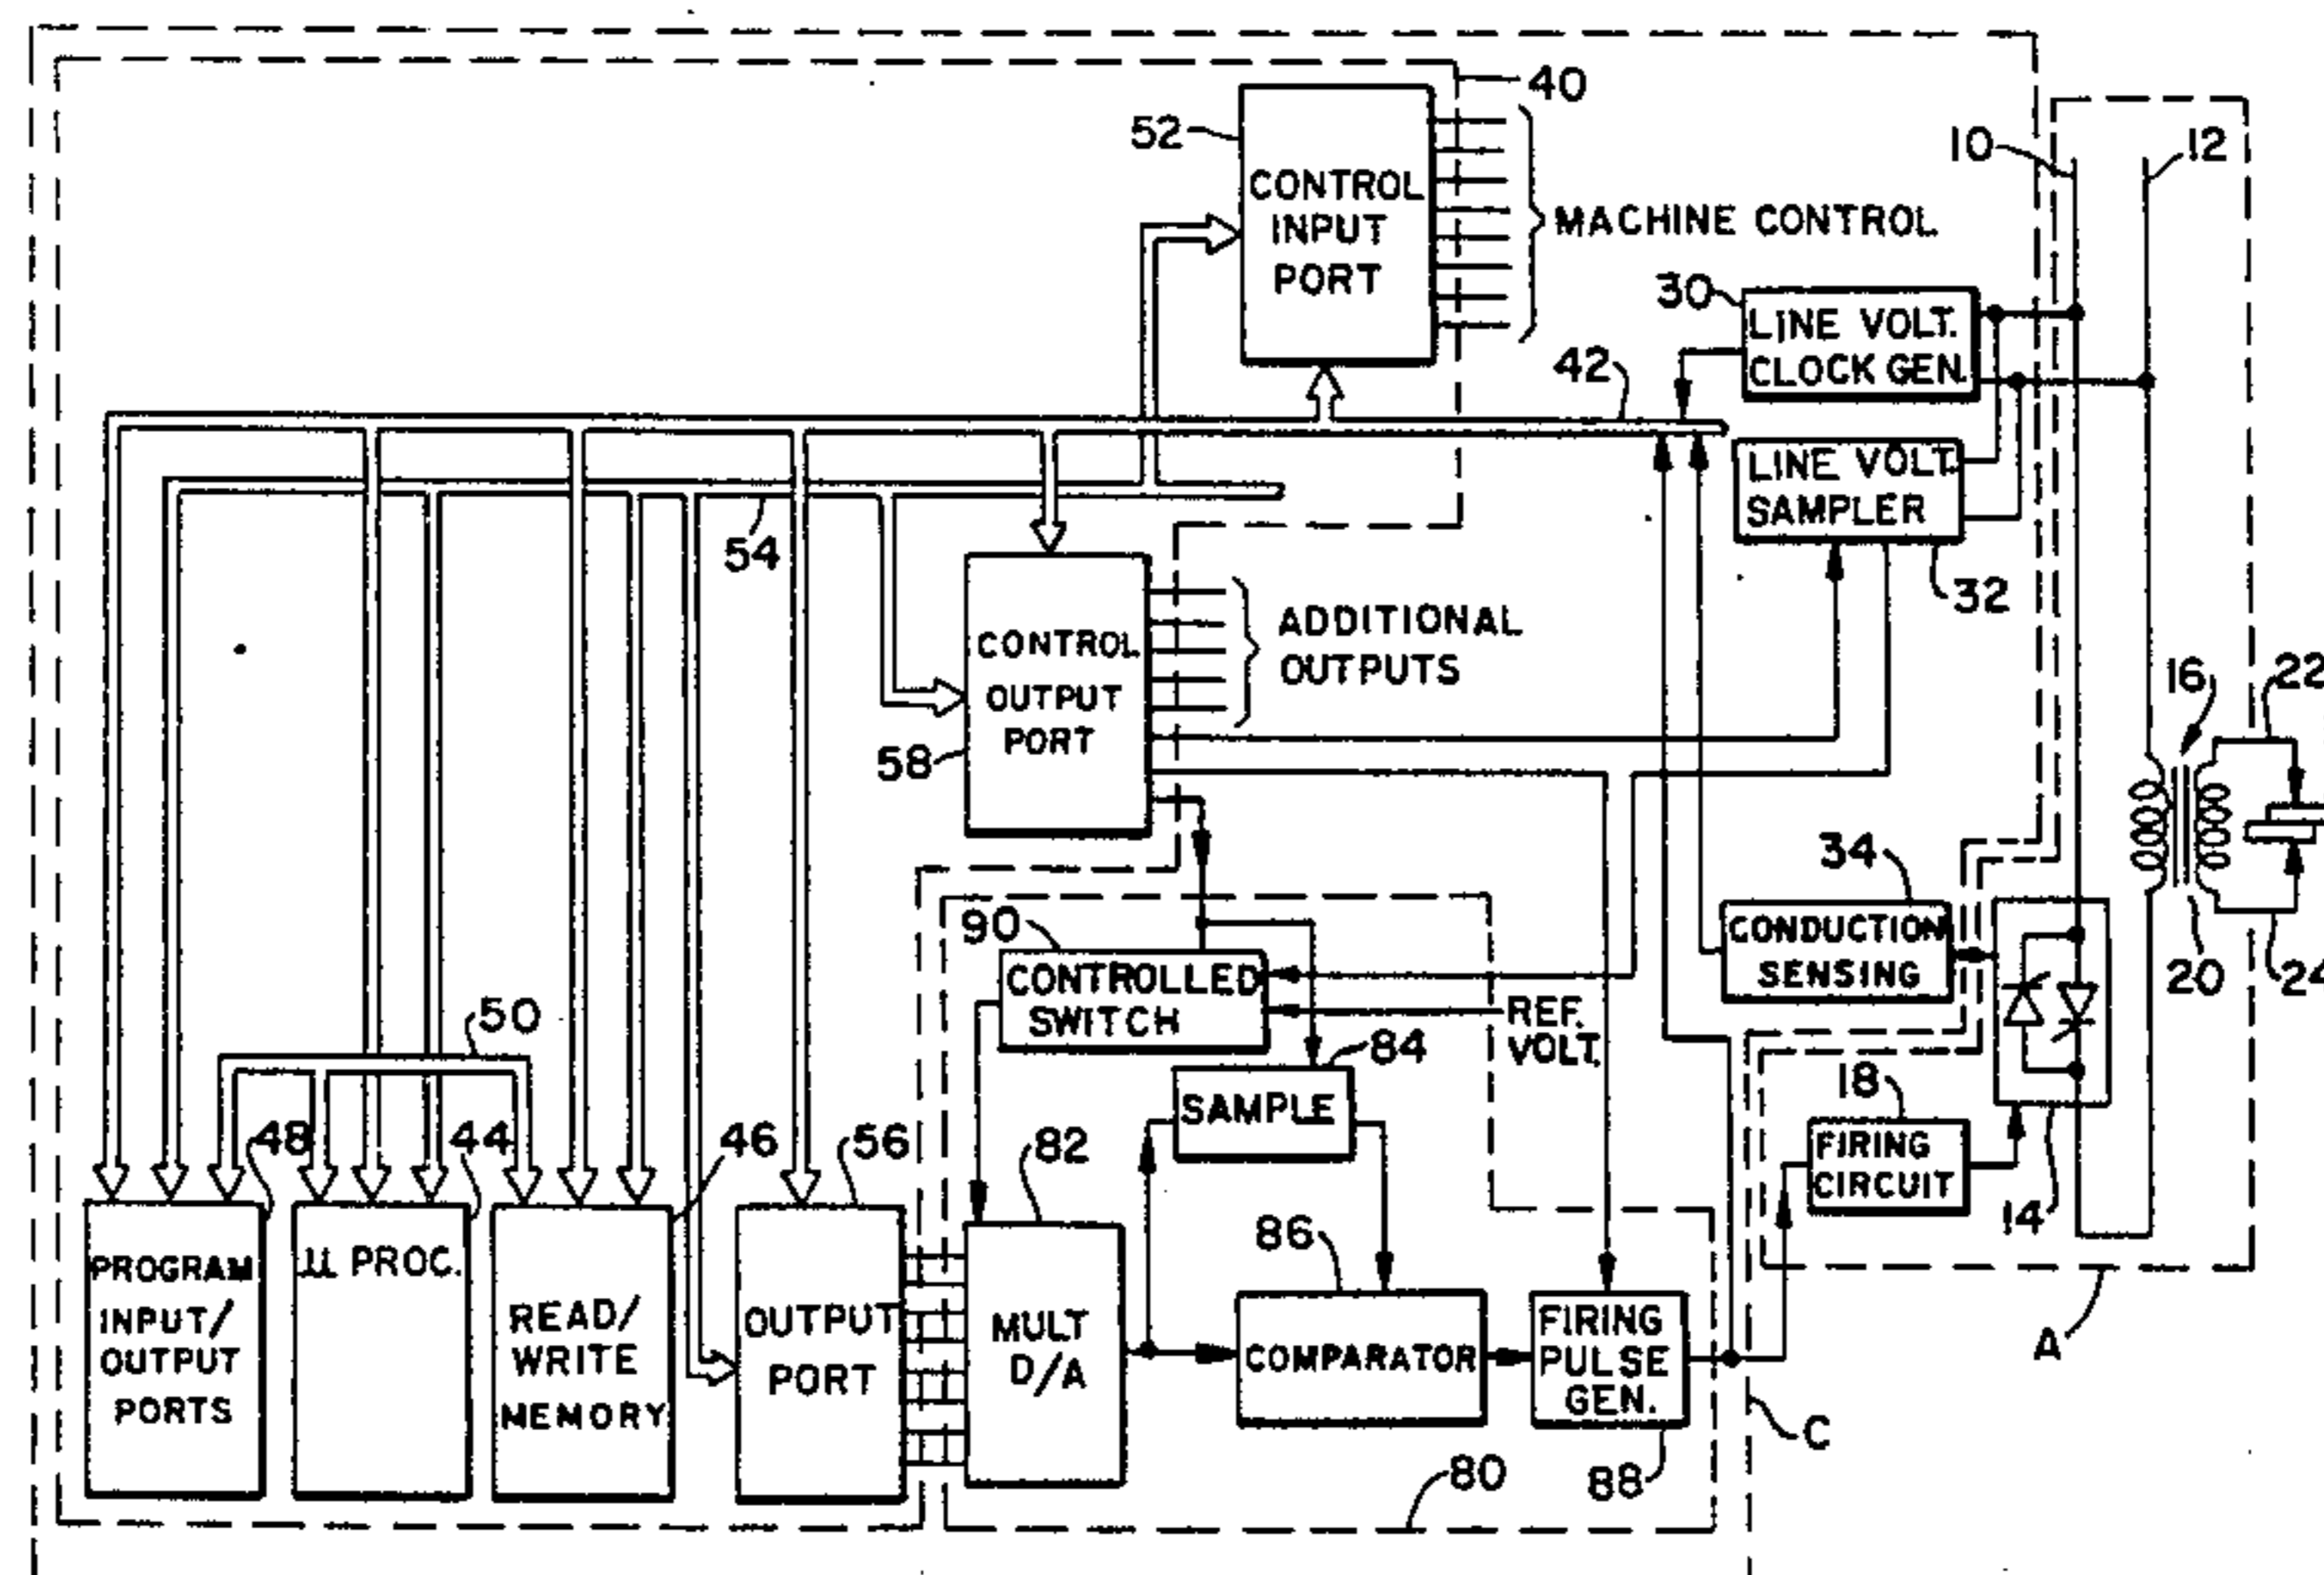 40
52
CONTROL
INPUT
PORT
MACHINE CONTROL
10
12
30
LINE VOLT.
CLOCK GEN.
42
LINE VOLT.
SAMPLER
32
54
CONTROL
OUTPUT
PORT
58
ADDITIONAL
OUTPUTS
16
22
20
24
34
CONDUCTION
SENSING
90
CONTROLLED
SWITCH
REF.
VOLT.
84
SAMPLE
50
48
44
46
56
82
86
18
FIRING
CIRCUIT
14
PROGRAM
INPUT/
OUTPUT
PORTS
µ PROC.
READ/
WRITE
MEMORY
OUTPUT
PORT
MULT
D/A
COMPARATOR
FIRING
PULSE
GEN.
88
80
A
C